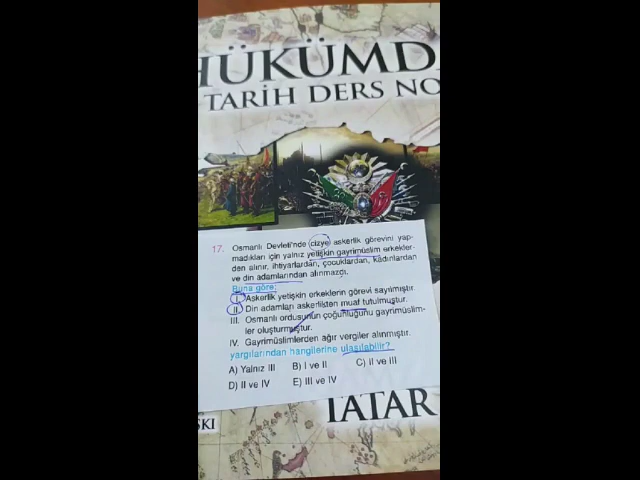 HÜKÜMD
TARİH DERS NO
17. Osmanlı Devleti'nde cizye askerlik görevini yap-
madıkları için yalnız yetişkin gayrimüslim erkekler-
den alınır, ihtiyarlardan, çocuklardan, kadınlardan
ve din adamlarından alınmazdı.
Buna göre;
I. Askerlik yetişkin erkeklerin görevi sayılmıştır.
II. Din adamları askerlikten muaf tutulmuştur.
III. Osmanlı ordusunun çoğunluğunu gayrimüslim-
ler oluşturmuştur.
IV. Gayrimüslimlerden ağır vergiler alınmıştır.
yargılarından hangilerine ulaşılabilir?
A) Yalnız III B) I ve II C) II ve III
D) II ve IV E) III ve IV
TATAR
SKİ